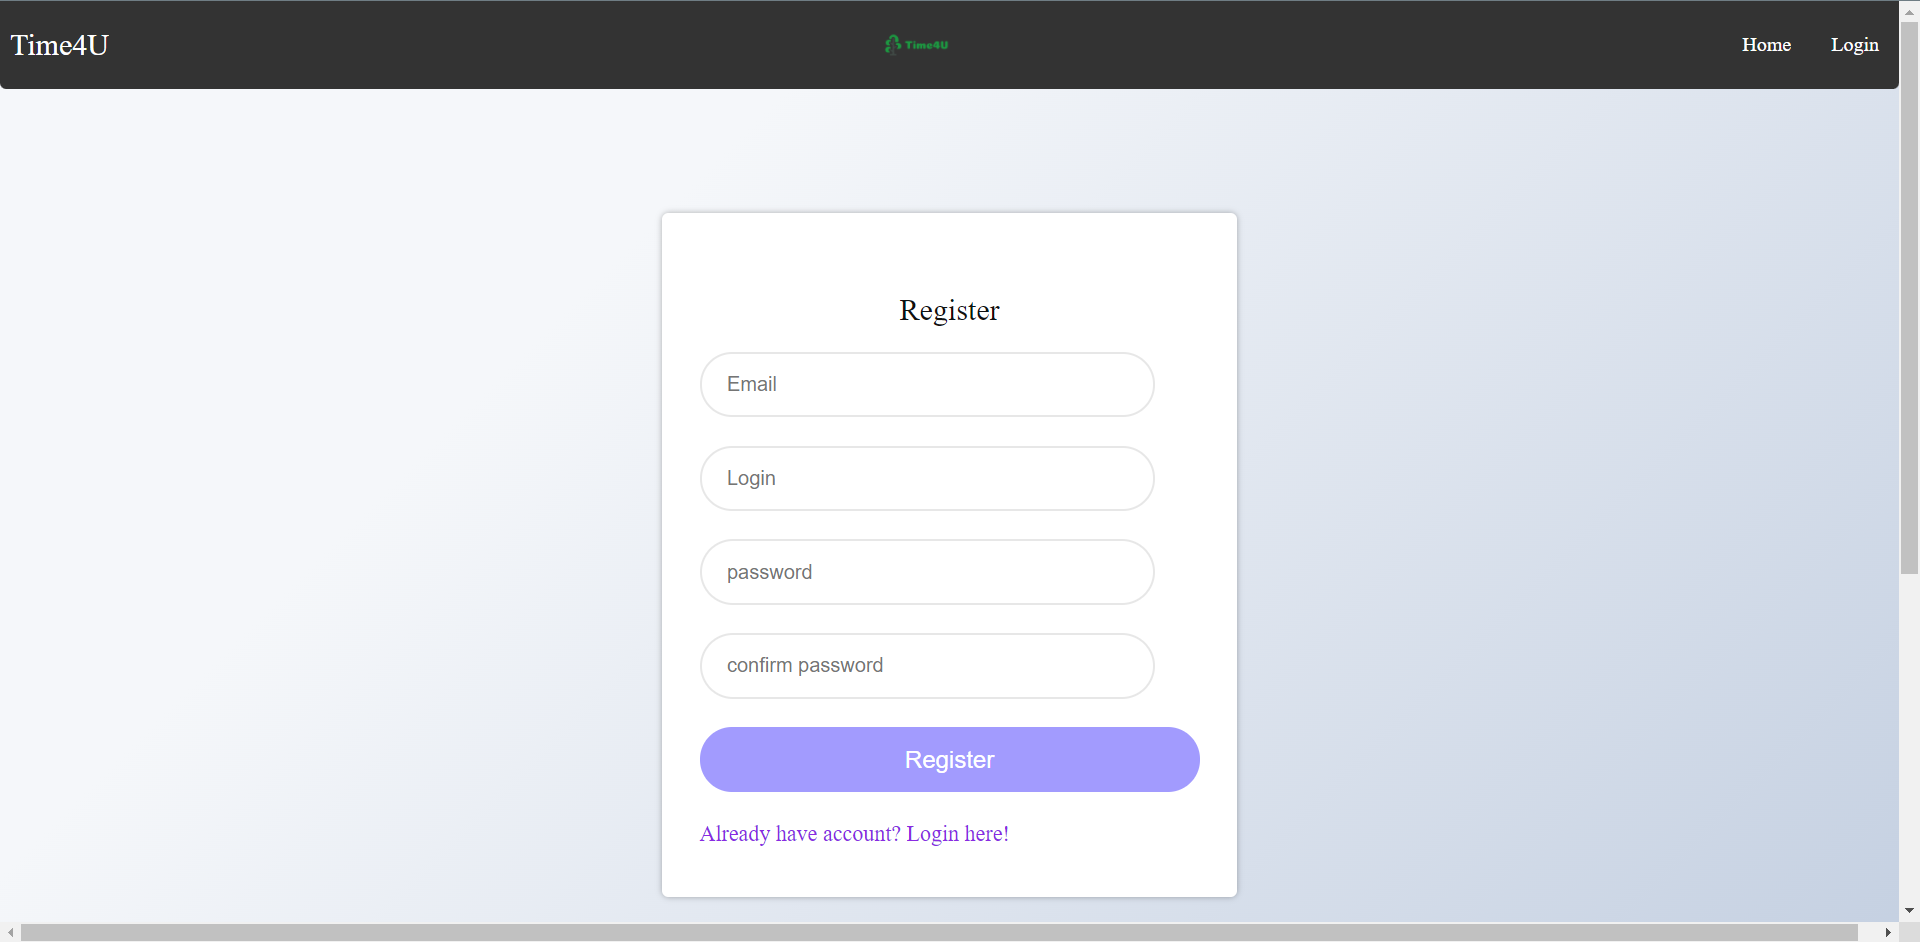 Time4U
Time4U
Home
Login
Register
Email
Login
password
confirm password
Register
Already have account? Login here!